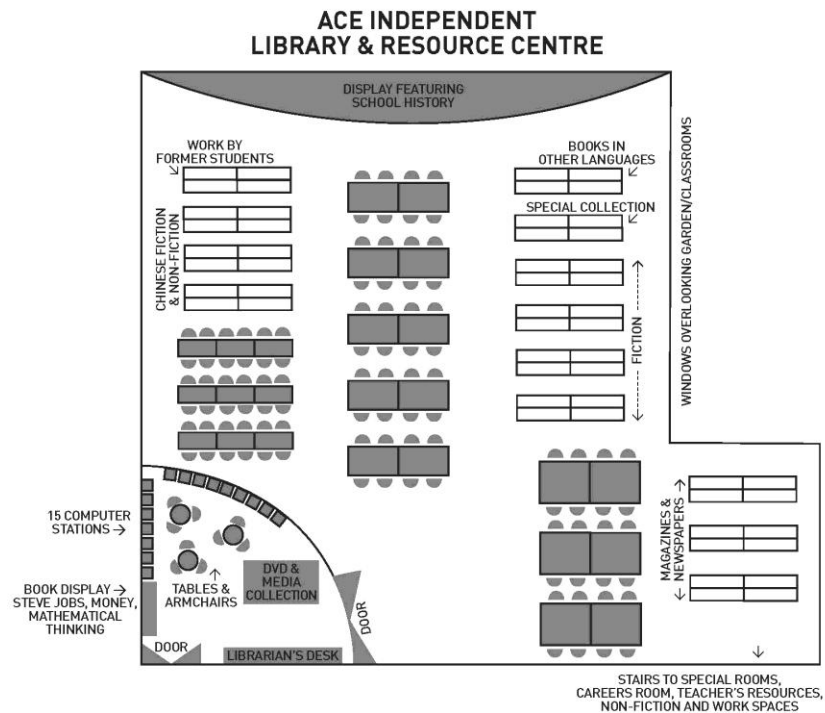 ACE INDEPENDENT
LIBRARY & RESOURCE CENTRE
DISPLAY FEATURING
SCHOOL HISTORY
WORK BY
FORMER STUDENTS
BOOKS IN
OTHER LANGUAGES
SPECIAL COLLECTION
CHINESE FICTION
& NON-FICTION
FICTION
WINDOWS OVERLOOKING GARDEN/CLASSROOMS
15 COMPUTER
STATIONS
MAGAZINES &
NEWSPAPERS
DVD &
MEDIA
COLLECTION
TABLES &
ARMCHAIRS
BOOK DISPLAY
STEVE JOBS, MONEY,
MATHEMATICAL
THINKING
DOOR
DOOR
LIBRARIAN'S DESK
STAIRS TO SPECIAL ROOMS,
CAREERS ROOM, TEACHER'S RESOURCES,
NON-FICTION AND WORK SPACES